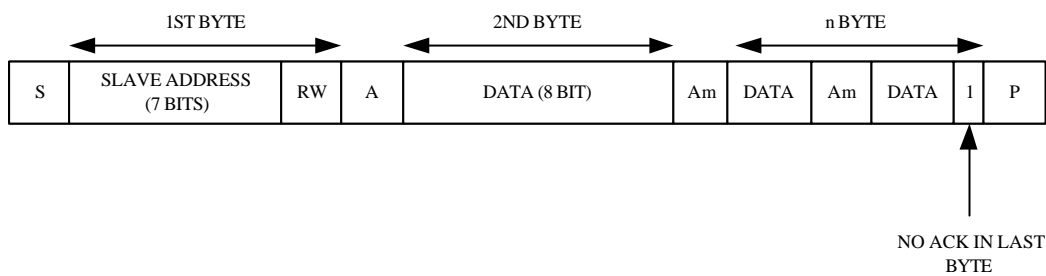 1ST BYTE 2ND BYTE n BYTE
S SLAVE ADDRESS (7 BITS) RW A DATA (8 BIT) Am DATA Am DATA 1 P
NO ACK IN LAST
BYTE